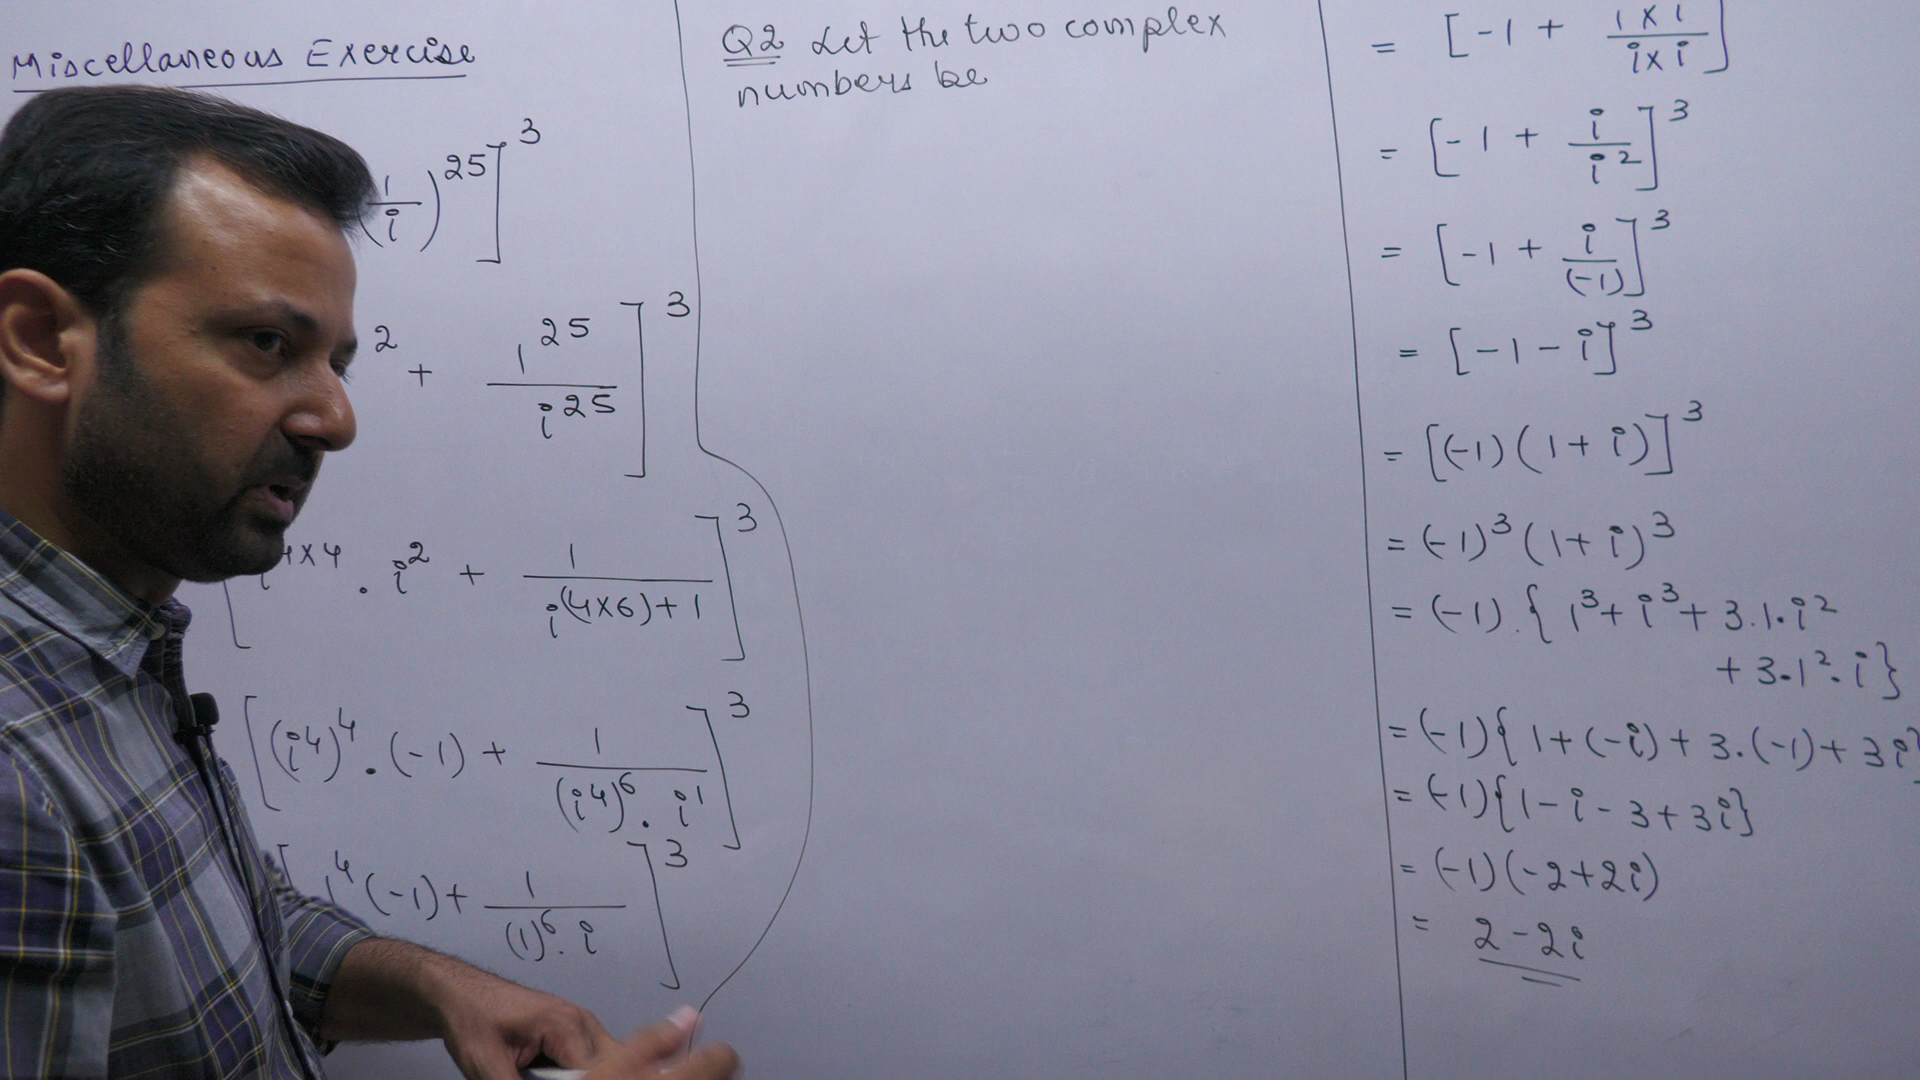 Miscellaneous Exercise
(1/i)^25]^3
2 + 1^25/i^25]^3
[i^4×4 . i^2 + 1/i^(4×6)+1]^3
[(i^4)^4 . (-1) + 1/(i^4)^6 . i^1]^3
[1^4 (-1) + 1/(1)^6 . i]^3
Q2 Let the two complex
numbers be
= [-1 + 1×i/i×i]
= [-1 + i/i^2]^3
= [-1 + i/(-1)]^3
= [-1 - i]^3
= [(-1)(1+i)]^3
= (-1)^3 (1+i)^3
= (-1).{1^3 + i^3 + 3.1.i^2
+ 3.1^2.i}
= (-1){1+(-i)+3.(-1)+3i}
= (-1){1-i-3+3i}
= (-1)(-2+2i)
= 2-2i